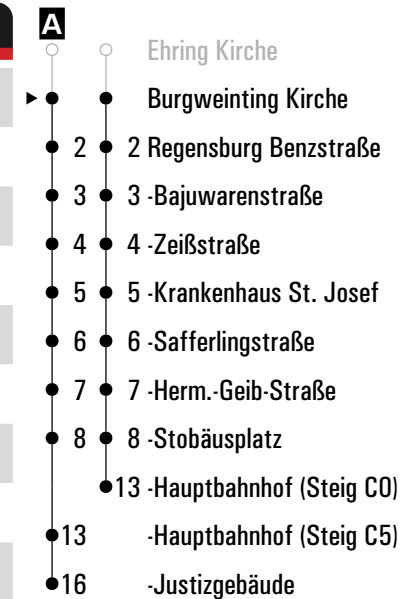 A
Ehring Kirche
Burgweinting Kirche
2 2 Regensburg Benzstraße
3 3 -Bajuwarenstraße
4 4 -Zeißstraße
5 5 -Krankenhaus St. Josef
6 6 -Safferlingstraße
7 7 -Herm.-Geib-Straße
8 8 -Stobäusplatz
13 -Hauptbahnhof (Steig C0)
13 -Hauptbahnhof (Steig C5)
16 -Justizgebäude